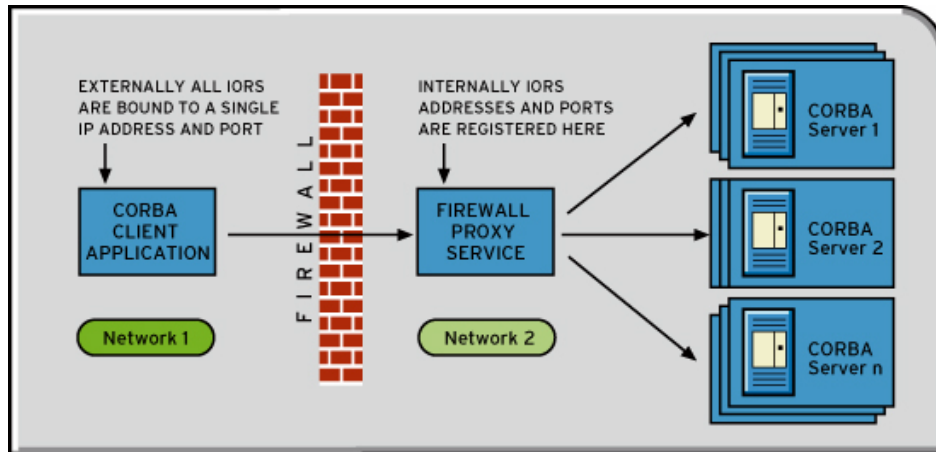 EXTERNALLY ALL IORS
ARE BOUND TO A SINGLE
IP ADDRESS AND PORT
CORBA
CLIENT
APPLICATION
Network 1
FIREWALL
INTERNALLY IORS
ADDRESSES AND PORTS
ARE REGISTERED HERE
FIREWALL
PROXY
SERVICE
Network 2
CORBA
Server 1
CORBA
Server 2
CORBA
Server n